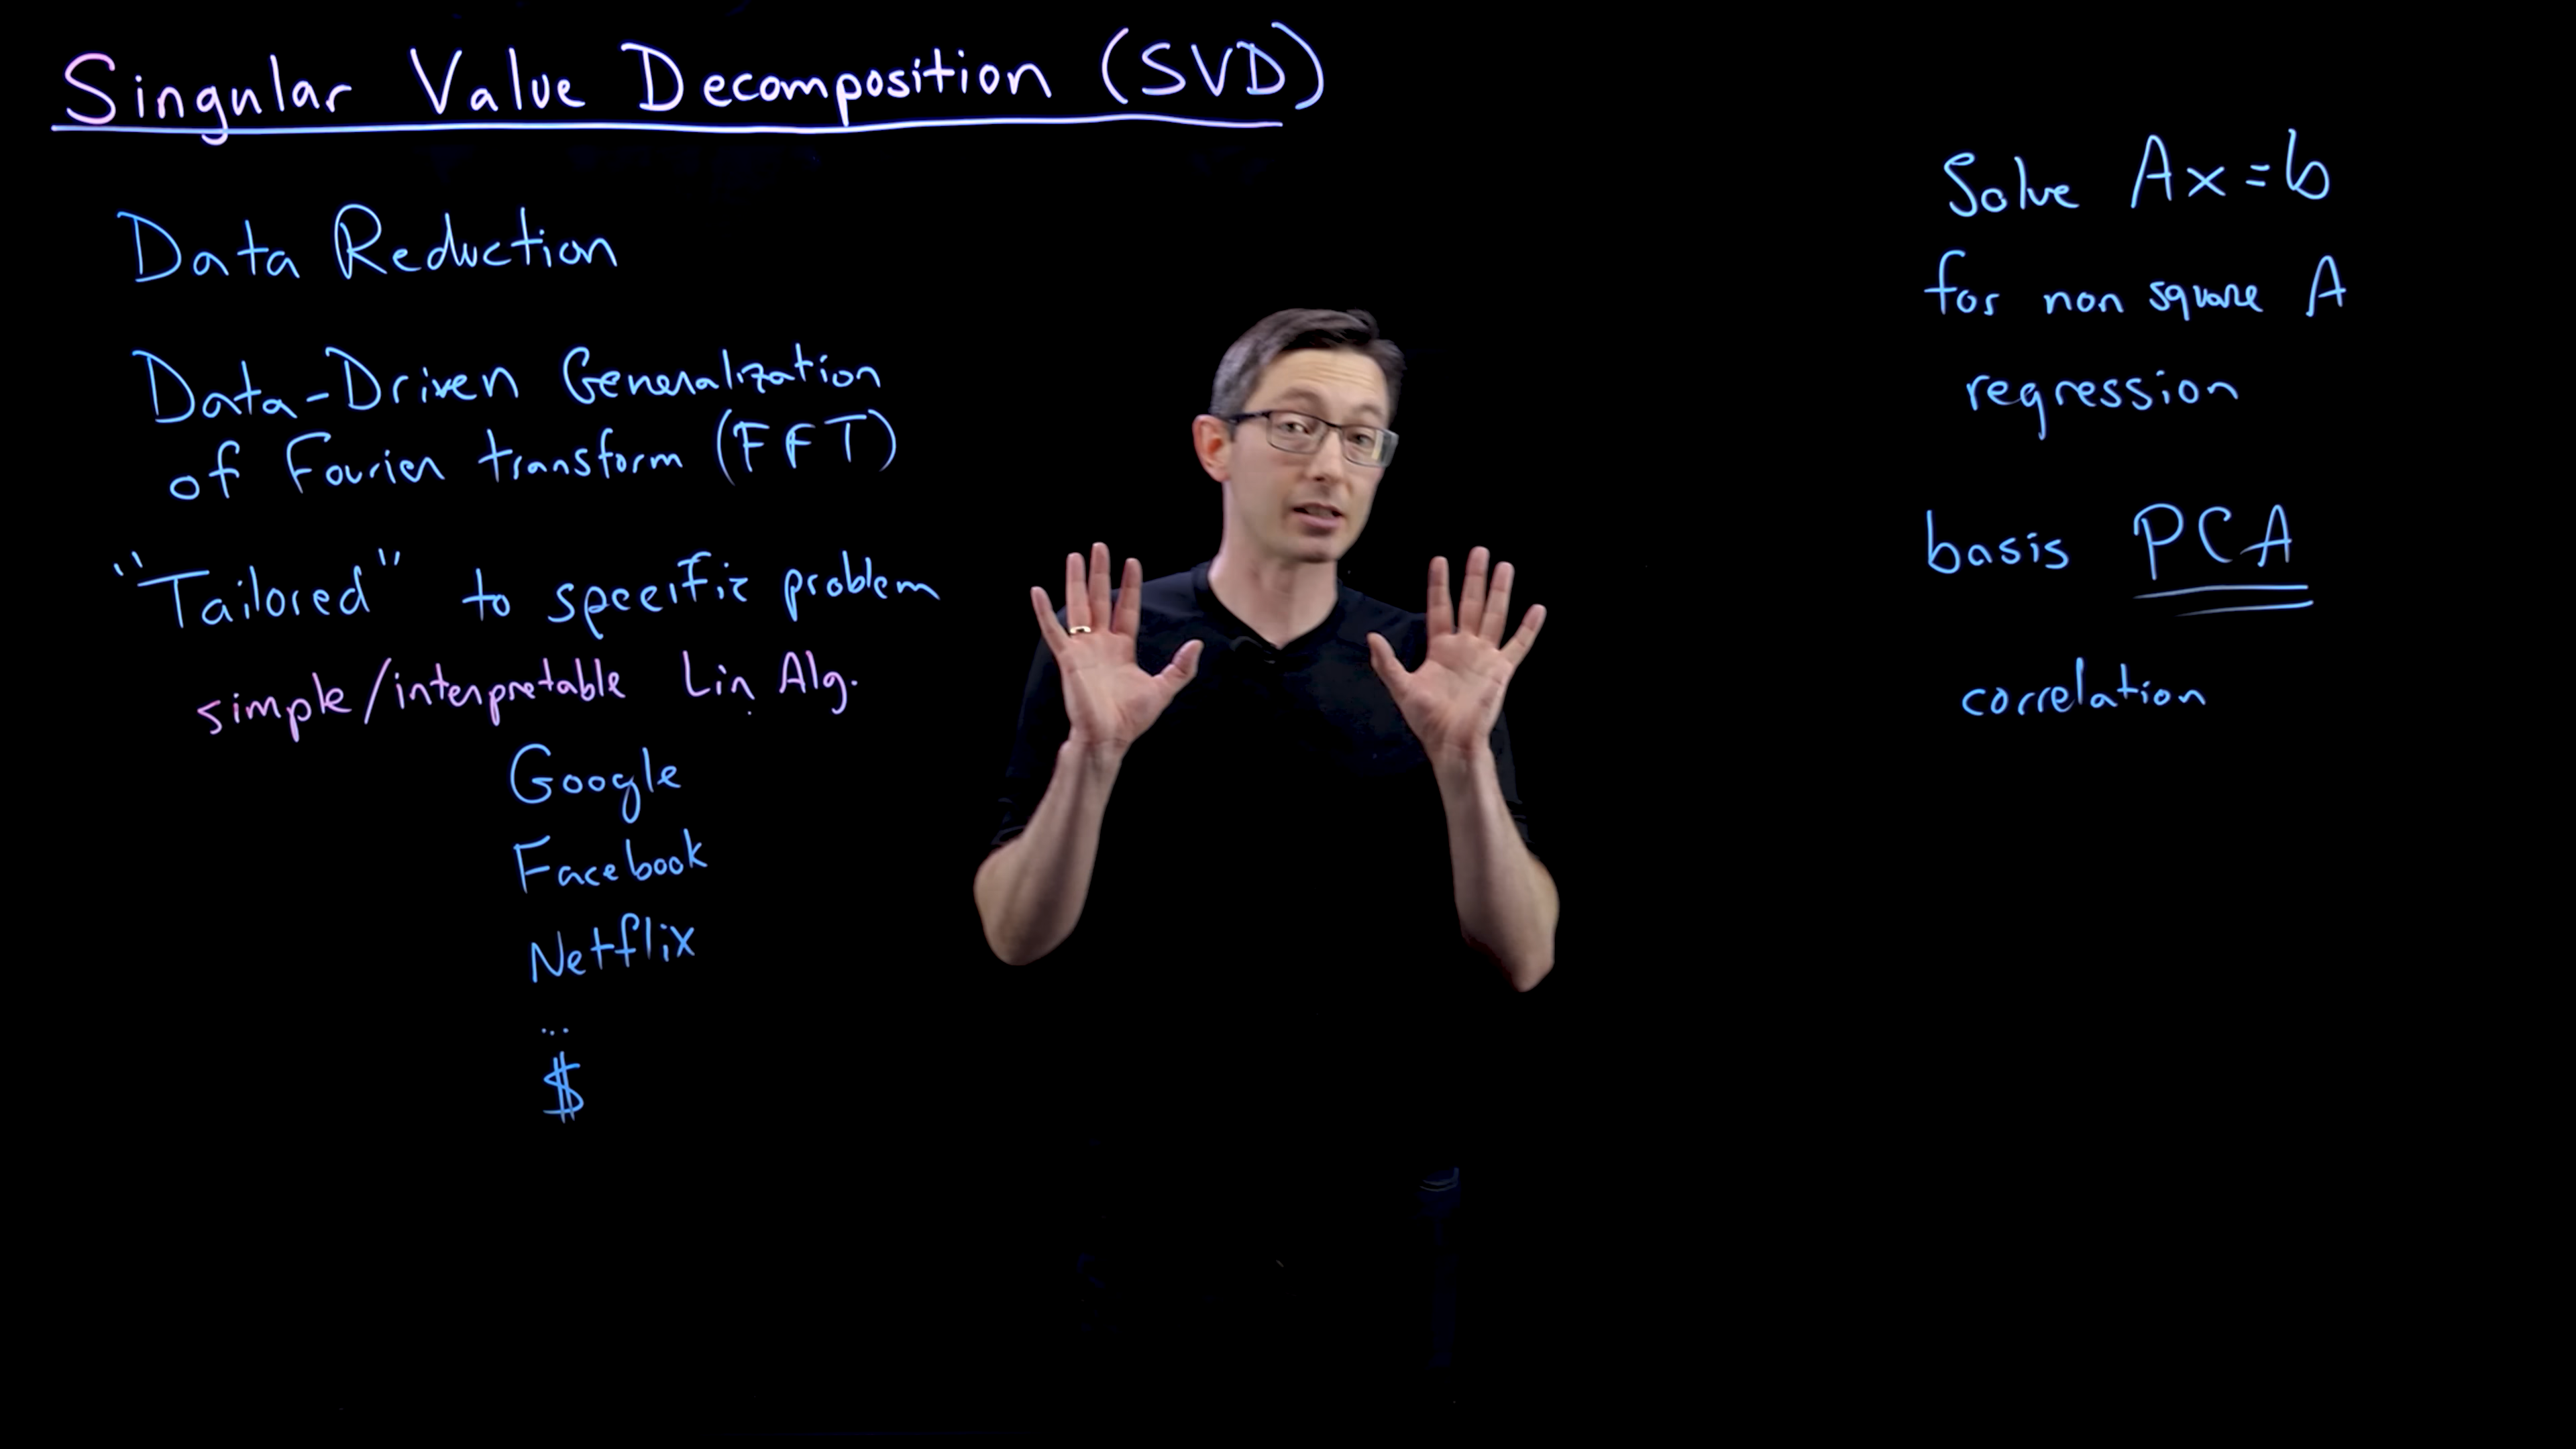 Singular Value Decomposition (SVD)
Data Reduction
Data-Driven Generalization
of Fourier transform (FFT)
"Tailored" to specific problem
simple/interpretable Lin Alg.
Google
Facebook
Netflix
...
$
Solve Ax=b
for non square A
regression
basis PCA
correlation